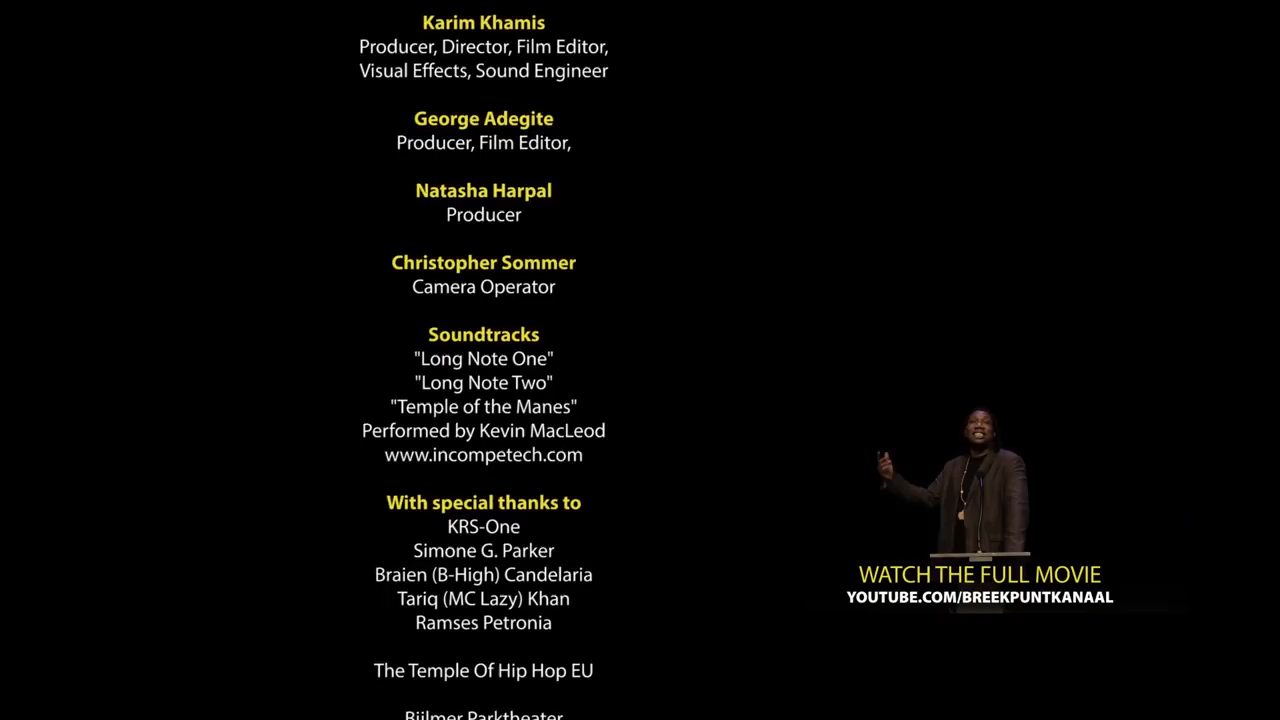 Karim Khamis
Producer, Director, Film Editor,
Visual Effects, Sound Engineer
George Adegite
Producer, Film Editor,
Natasha Harpal
Producer
Christopher Sommer
Camera Operator
Soundtracks
"Long Note One"
"Long Note Two"
"Temple of the Manes"
Performed by Kevin MacLeod
www.incompetech.com
With special thanks to
KRS-One
Simone G. Parker
Braien (B-High) Candelaria
Tariq (MC Lazy) Khan
Ramses Petronia
The Temple Of Hip Hop EU
Bijlmer Parktheater
WATCH THE FULL MOVIE
YOUTUBE.COM/BREEKPUNTKANAAL